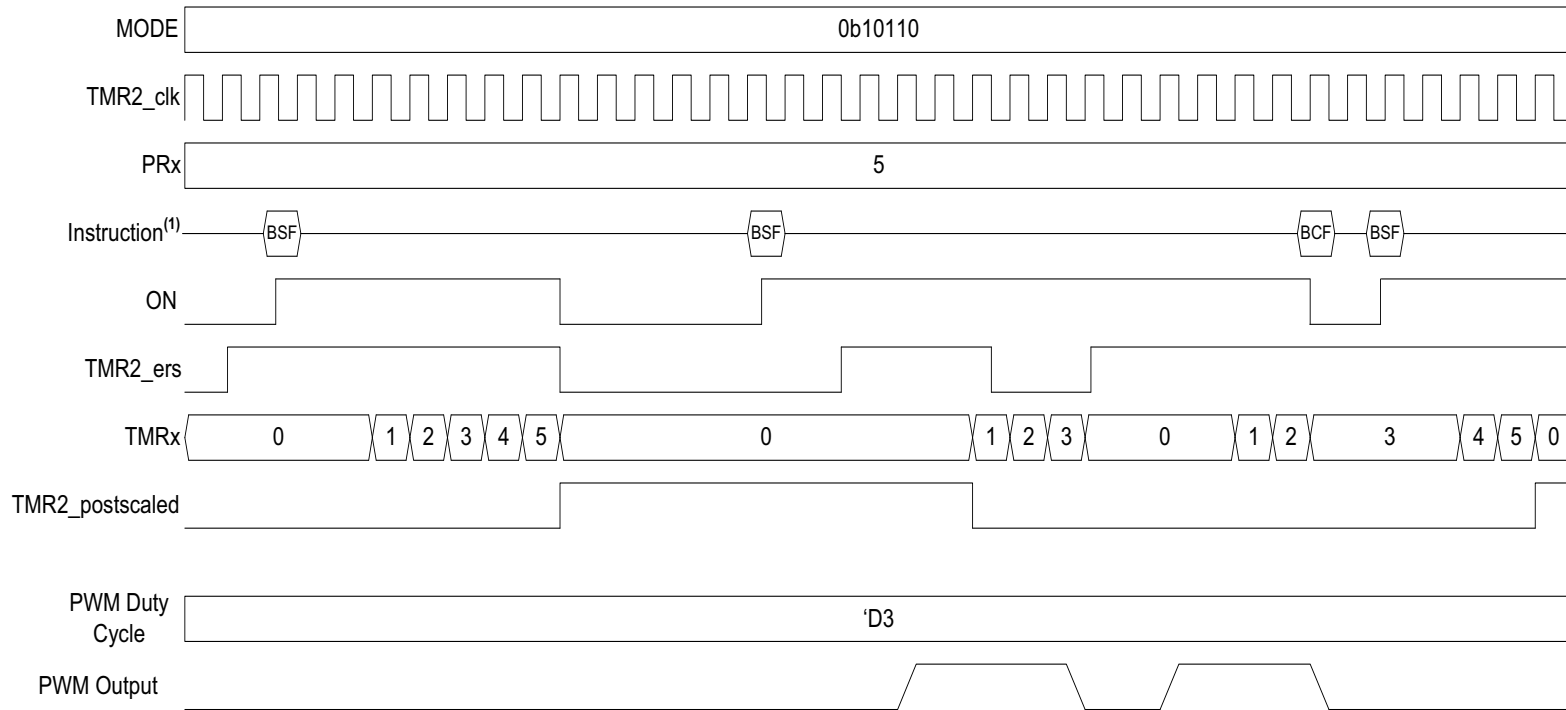 MODE 0b10110
TMR2_clk
PRx 5
Instruction(1) BSF BSF BCF BSF
ON
TMR2_ers
TMRx 0 1 2 3 4 5 0 1 2 3 0 1 2 3 4 5 0
TMR2_postscaled
PWM Duty
Cycle
‘D3
PWM Output